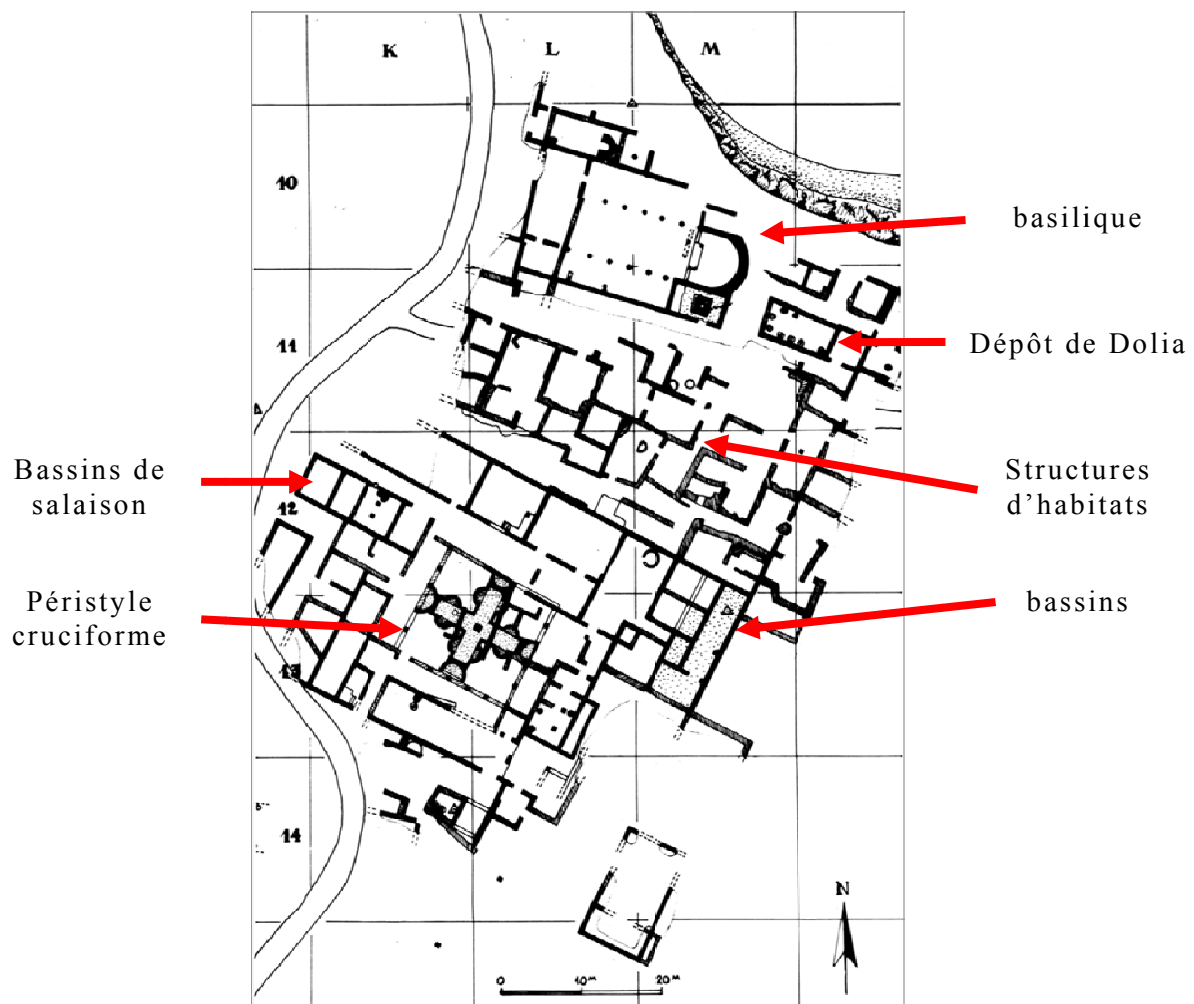 K L M
10
basilique
11
Dépôt de Dolia
Bassins de
salaison
12
Structures
d'habitats
Péristyle
cruciforme
bassins
13
14
N
0 10ᵐ 20ᵐ